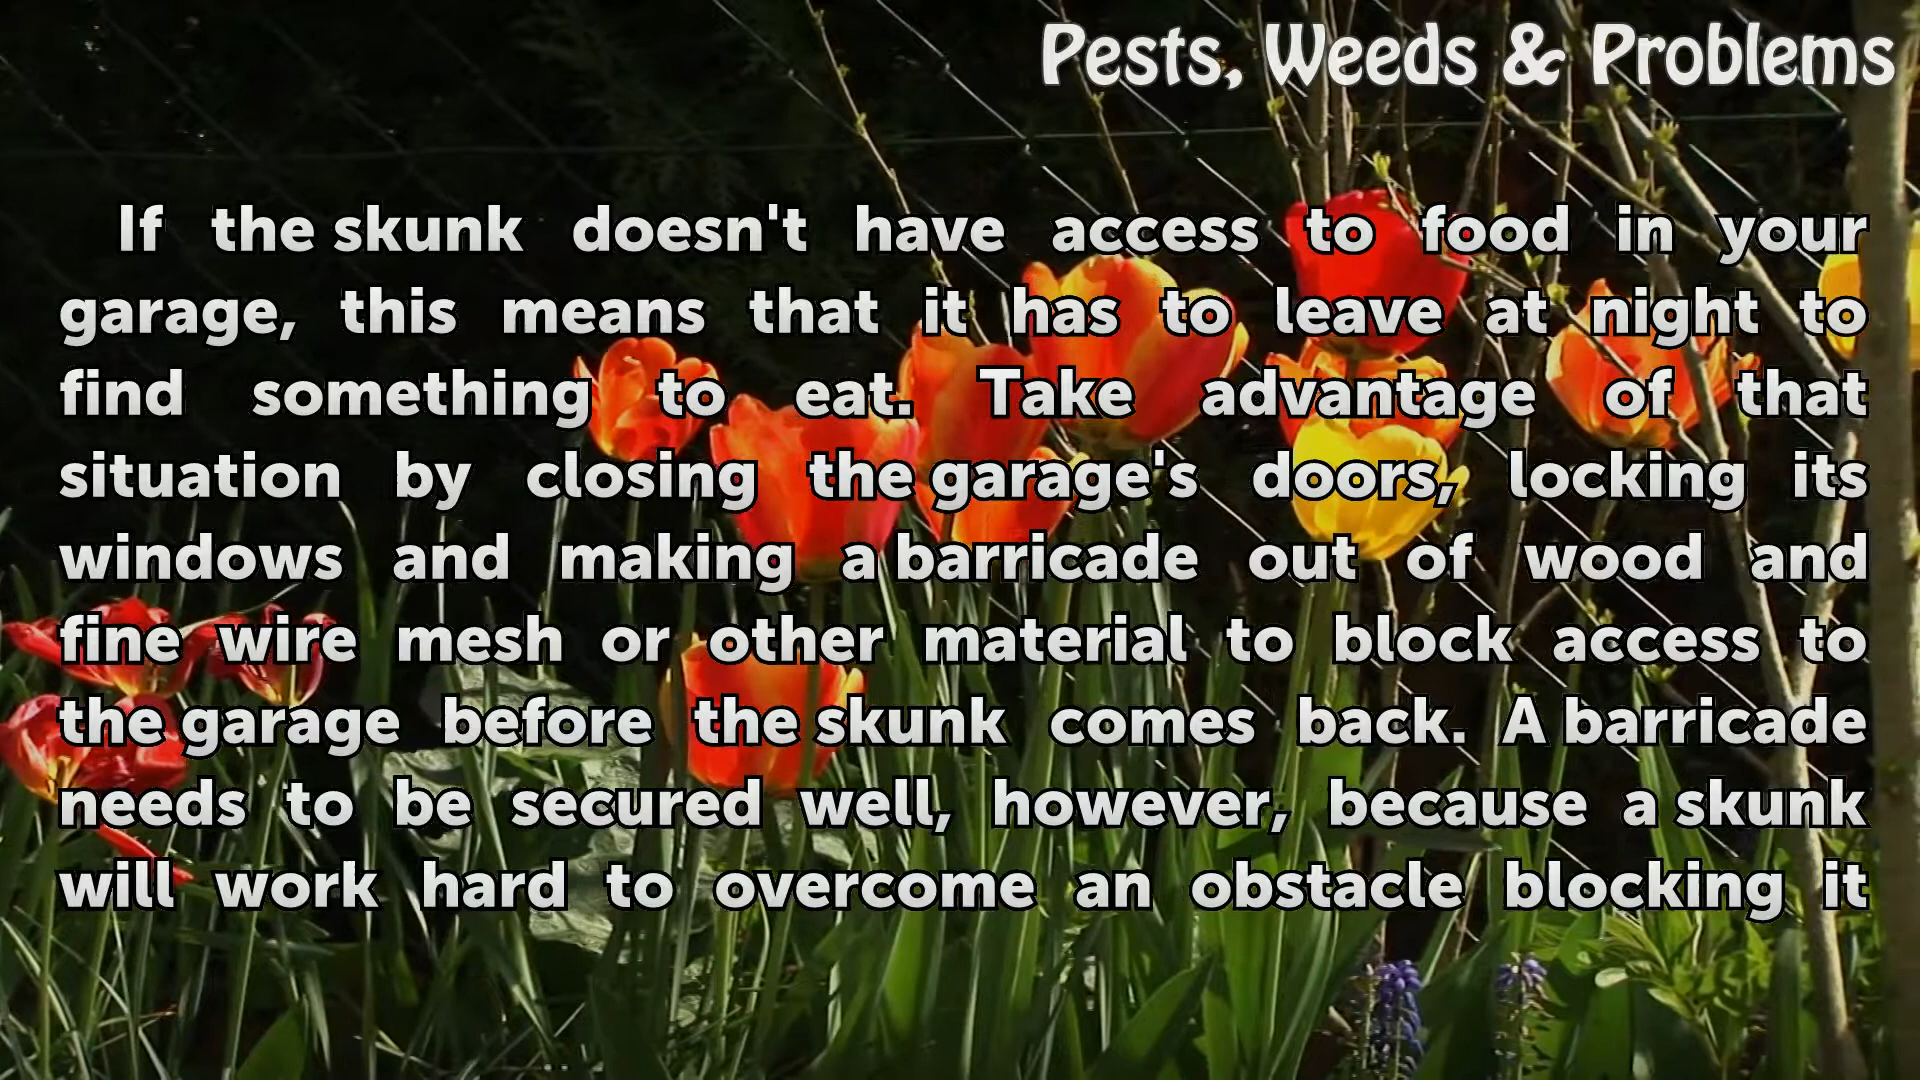 Pests, Weeds & Problems
If the skunk doesn't have access to food in your
garage, this means that it has to leave at night to
find something to eat. Take advantage of that
situation by closing the garage's doors, locking its
windows and making a barricade out of wood and
fine wire mesh or other material to block access to
the garage before the skunk comes back. A barricade
needs to be secured well, however, because a skunk
will work hard to overcome an obstacle blocking it